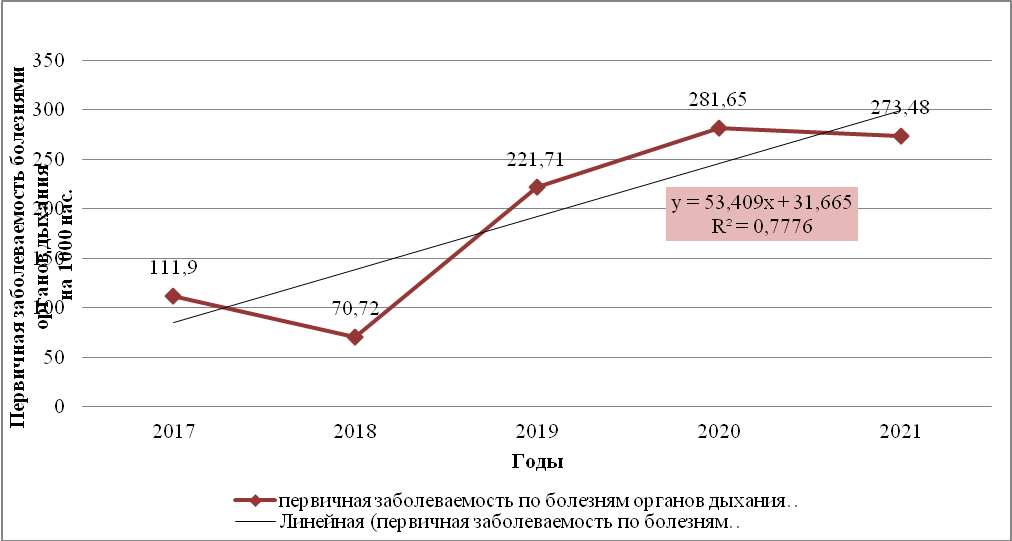 Первичная заболеваемость болезнями
органов дыхания
на 1000 нас.
350
300
250
200
150
100
50
0
111,9
70,72
221,71
281,65
273,48
y = 53,409x + 31,665
R² = 0,7776
2017 2018 2019 2020 2021
Годы
первичная заболеваемость по болезням органов дыхания..
Линейная (первичная заболеваемость по болезням..